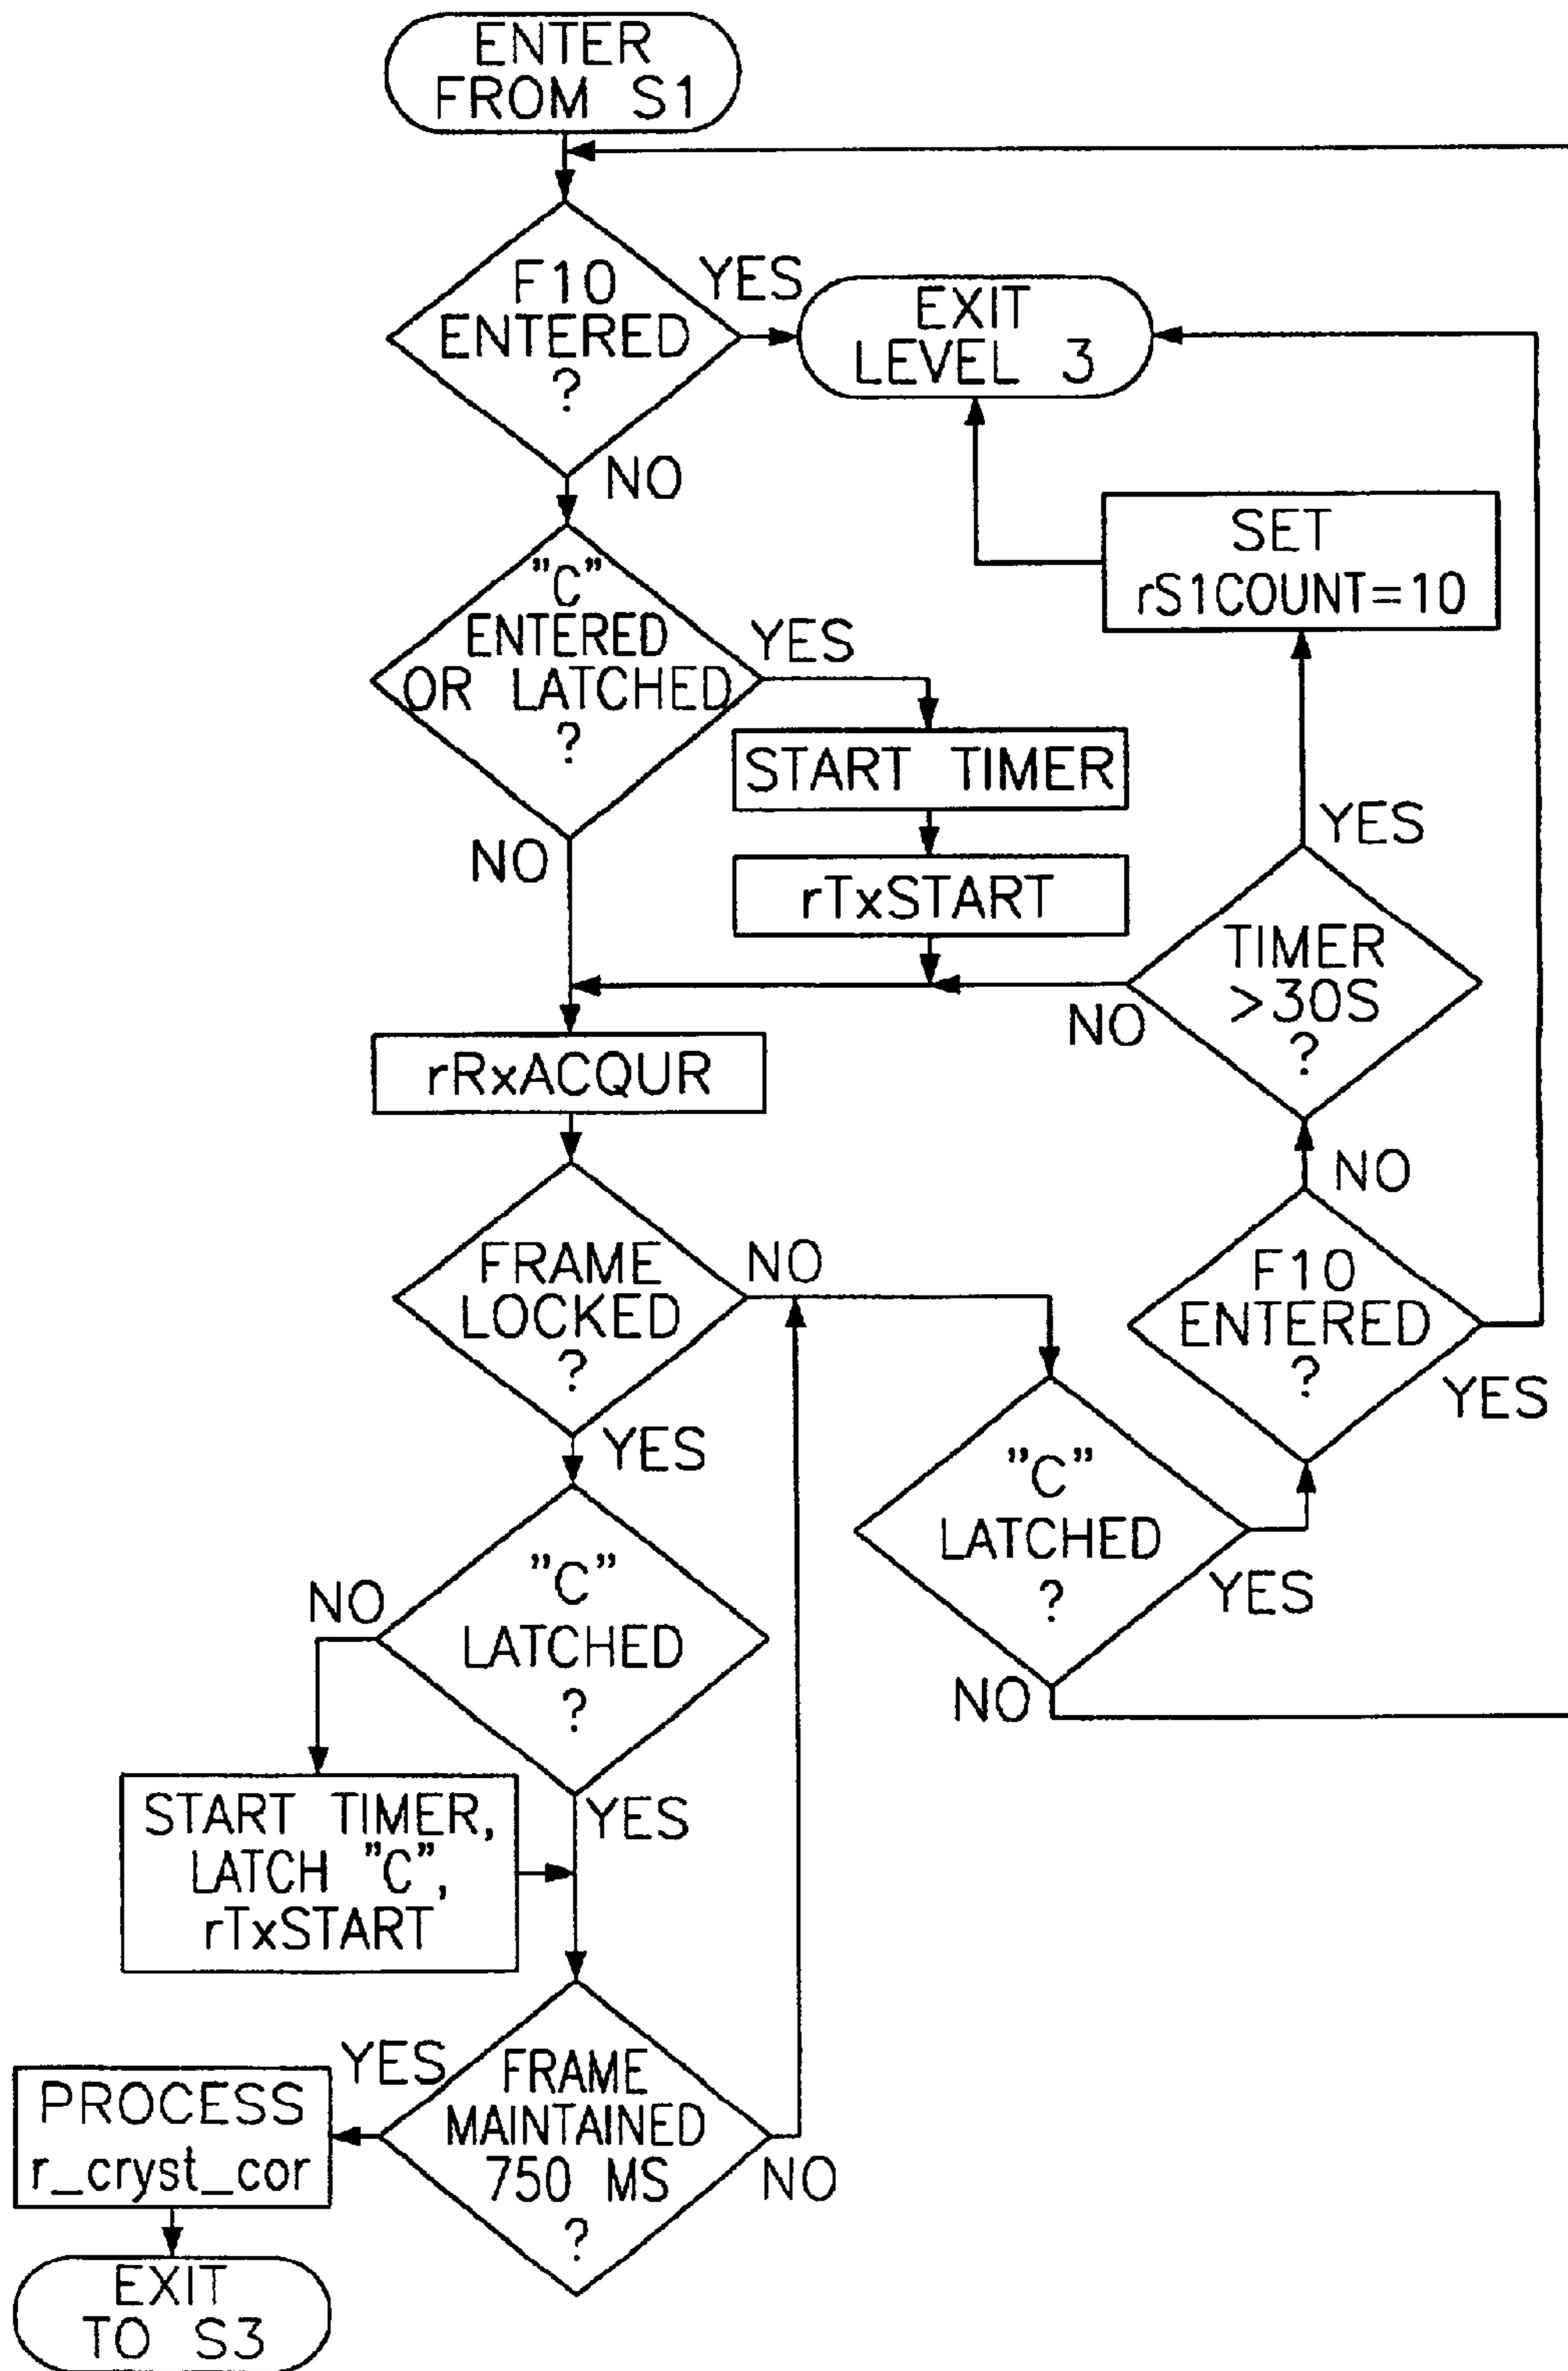 ENTER
FROM S1
F10
ENTERED
?
YES
NO
EXIT
LEVEL 3
SET
rS1COUNT=10
"C"
ENTERED
OR LATCHED
?
YES
NO
START TIMER
rTxSTART
YES
TIMER
>30S
?
NO
rRxACQUR
NO
F10
ENTERED
?
YES
FRAME
LOCKED
?
NO
YES
"C"
LATCHED
?
YES
NO
"C"
LATCHED
?
NO
YES
START TIMER,
LATCH "C",
rTxSTART
FRAME
MAINTAINED
750 MS
?
YES
NO
PROCESS
r_cryst_cor
EXIT
TO S3